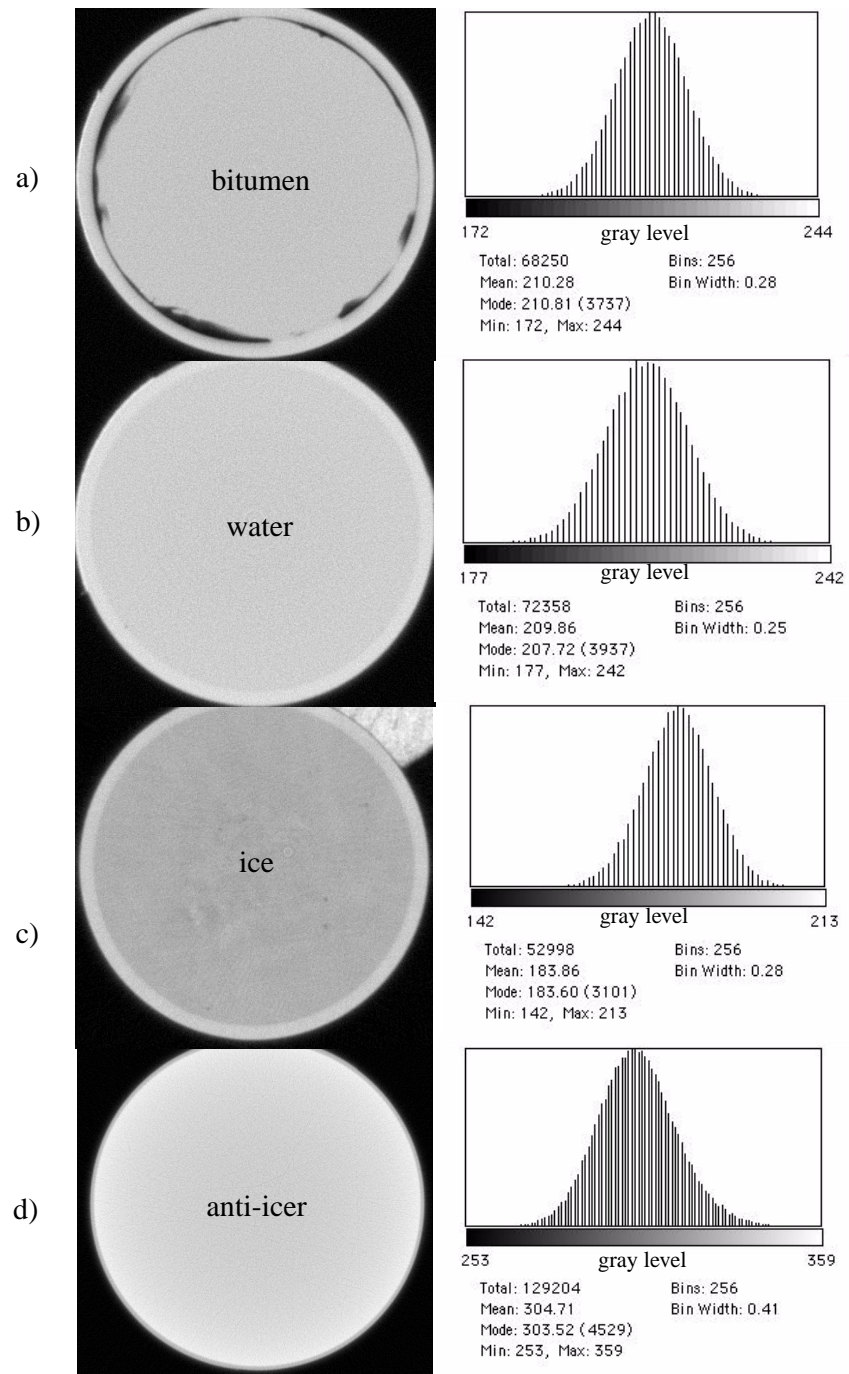 a)
bitumen
172
gray level
244
Total: 68250
Bins: 256
Mean: 210.28
Bin Width: 0.28
Mode: 210.81 (3737)
Min: 172, Max: 244
b)
water
177
gray level
242
Total: 72358
Bins: 256
Mean: 209.86
Bin Width: 0.25
Mode: 207.72 (3937)
Min: 177, Max: 242
c)
ice
142
gray level
213
Total: 52998
Bins: 256
Mean: 183.86
Bin Width: 0.28
Mode: 183.60 (3101)
Min: 142, Max: 213
d)
anti-icer
253
gray level
359
Total: 129204
Bins: 256
Mean: 304.71
Bin Width: 0.41
Mode: 303.52 (4529)
Min: 253, Max: 359